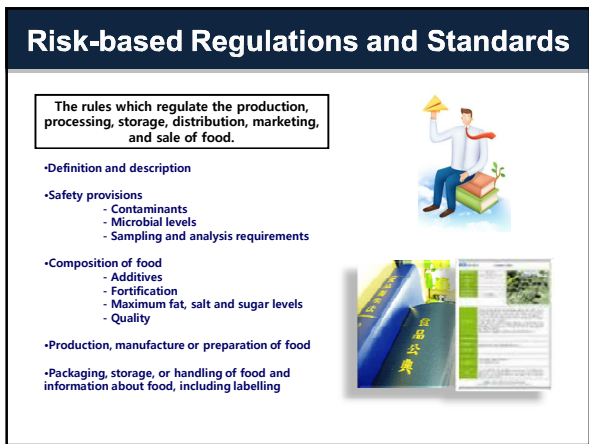 Risk-based Regulations and Standards
The rules which regulate the production,
processing, storage, distribution, marketing,
and sale of food.
•Definition and description
•Safety provisions
- Contaminants
- Microbial levels
- Sampling and analysis requirements
•Composition of food
- Additives
- Fortification
- Maximum fat, salt and sugar levels
- Quality
•Production, manufacture or preparation of food
•Packaging, storage, or handling of food and
information about food, including labelling
食品公典